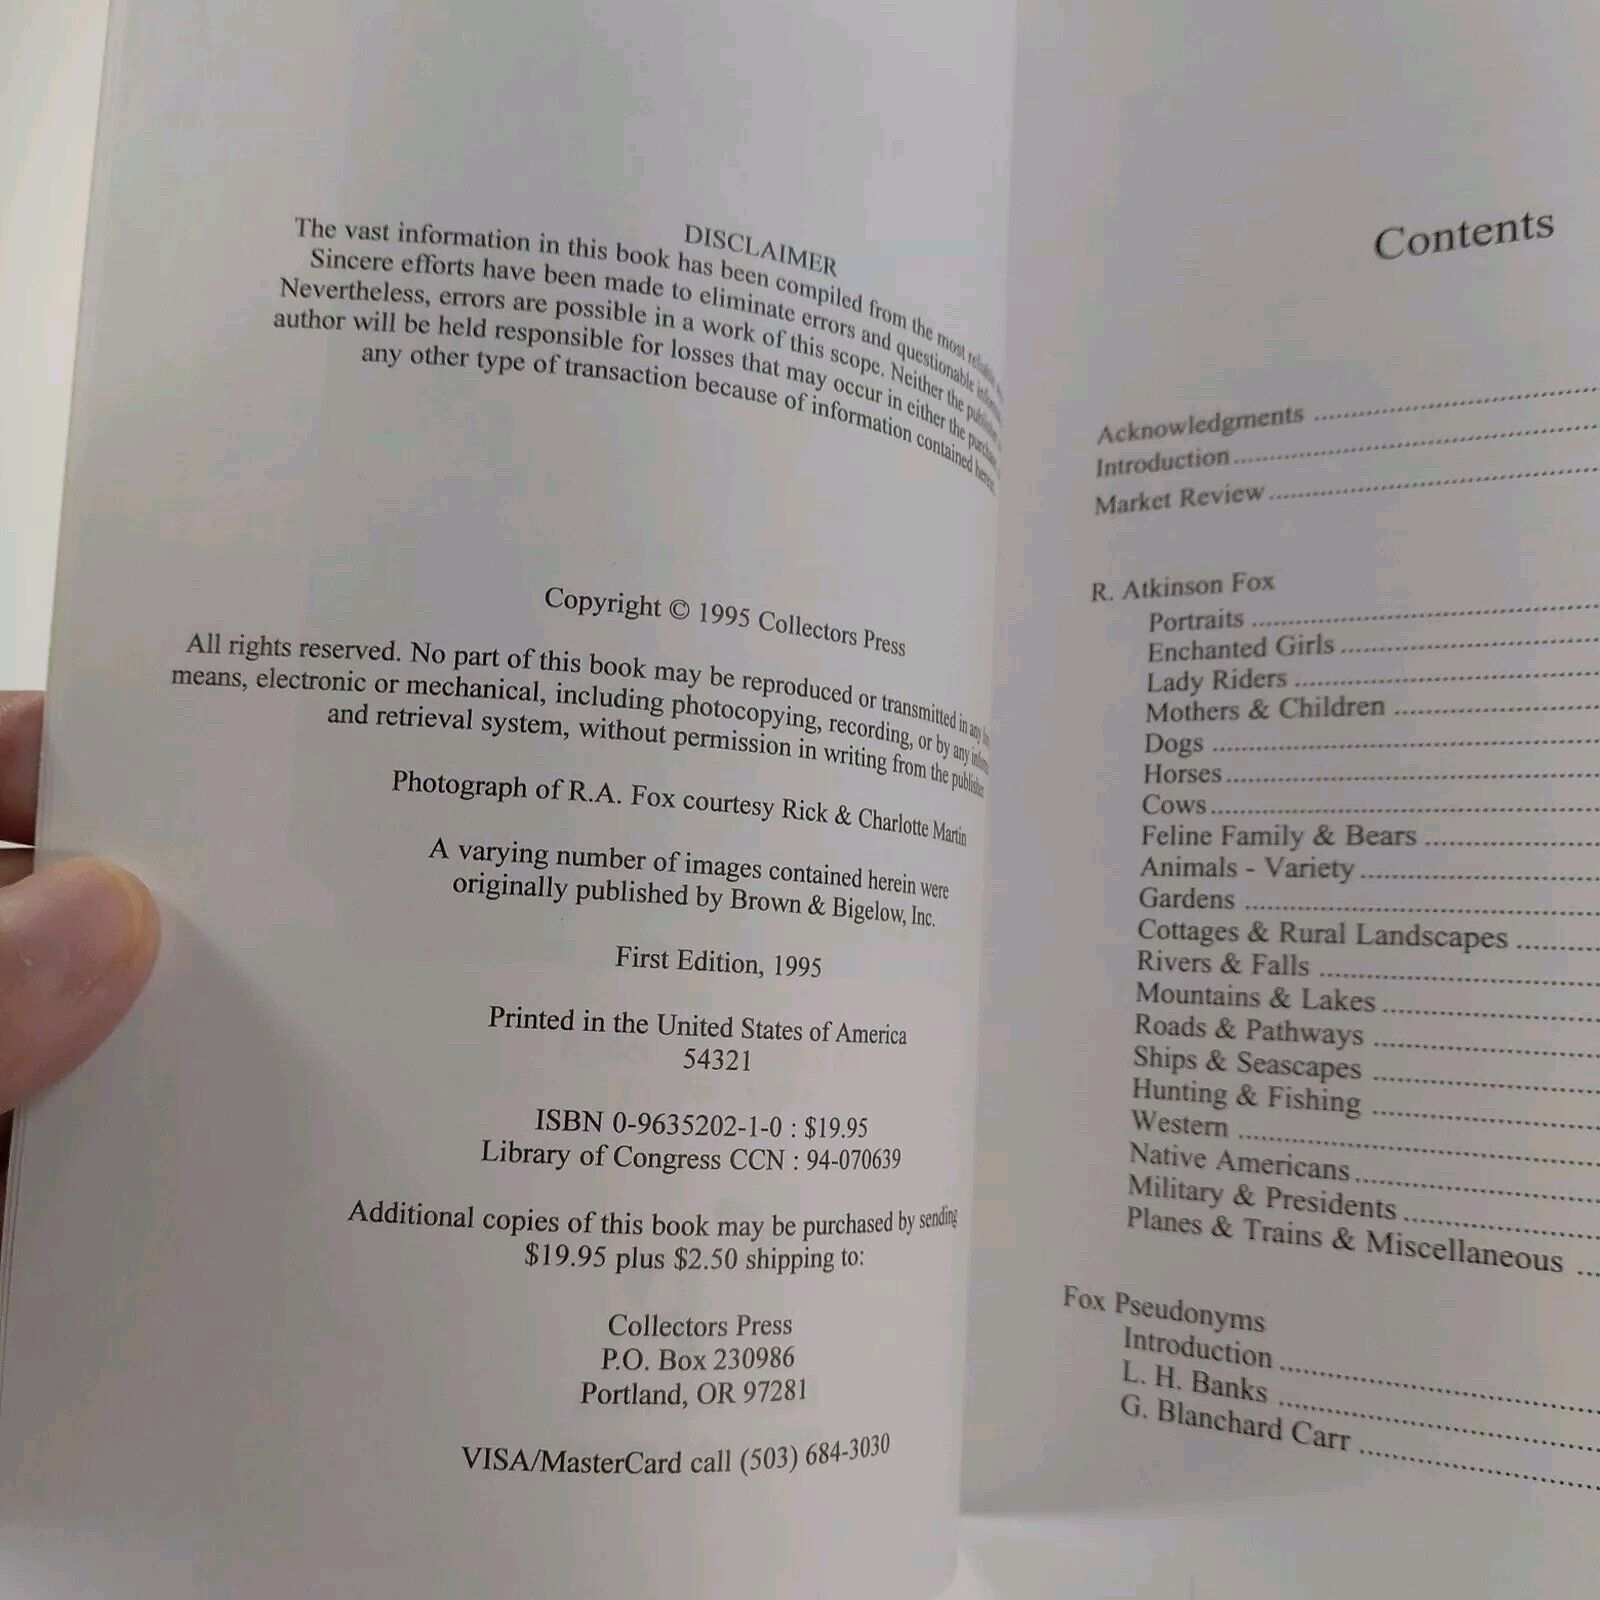 DISCLAIMER
The vast information in this book has been compiled from the most reliable
Sincere efforts have been made to eliminate errors and questionable
Nevertheless, errors are possible in a work of this scope. Neither the publisher
author will be held responsible for losses that may occur in either the purchase,
any other type of transaction because of information contained herein.
Copyright © 1995 Collectors Press
All rights reserved. No part of this book may be reproduced or transmitted in any
means, electronic or mechanical, including photocopying, recording, or by any
and retrieval system, without permission in writing from the publisher.
Photograph of R.A. Fox courtesy Rick & Charlotte Martin
A varying number of images contained herein were
originally published by Brown & Bigelow, Inc.
First Edition, 1995
Printed in the United States of America
54321
ISBN 0-9635202-1-0 : $19.95
Library of Congress CCN : 94-070639
Additional copies of this book may be purchased by sending
$19.95 plus $2.50 shipping to:
Collectors Press
P.O. Box 230986
Portland, OR 97281
VISA/MasterCard call (503) 684-3030
Contents
Acknowledgments
Introduction
Market Review
R. Atkinson Fox
Portraits
Enchanted Girls
Lady Riders
Mothers & Children
Dogs
Horses
Cows
Feline Family & Bears
Animals - Variety
Gardens
Cottages & Rural Landscapes
Rivers & Falls
Mountains & Lakes
Roads & Pathways
Ships & Seascapes
Hunting & Fishing
Western
Native Americans
Military & Presidents
Planes & Trains & Miscellaneous
Fox Pseudonyms
Introduction
L. H. Banks
G. Blanchard Carr